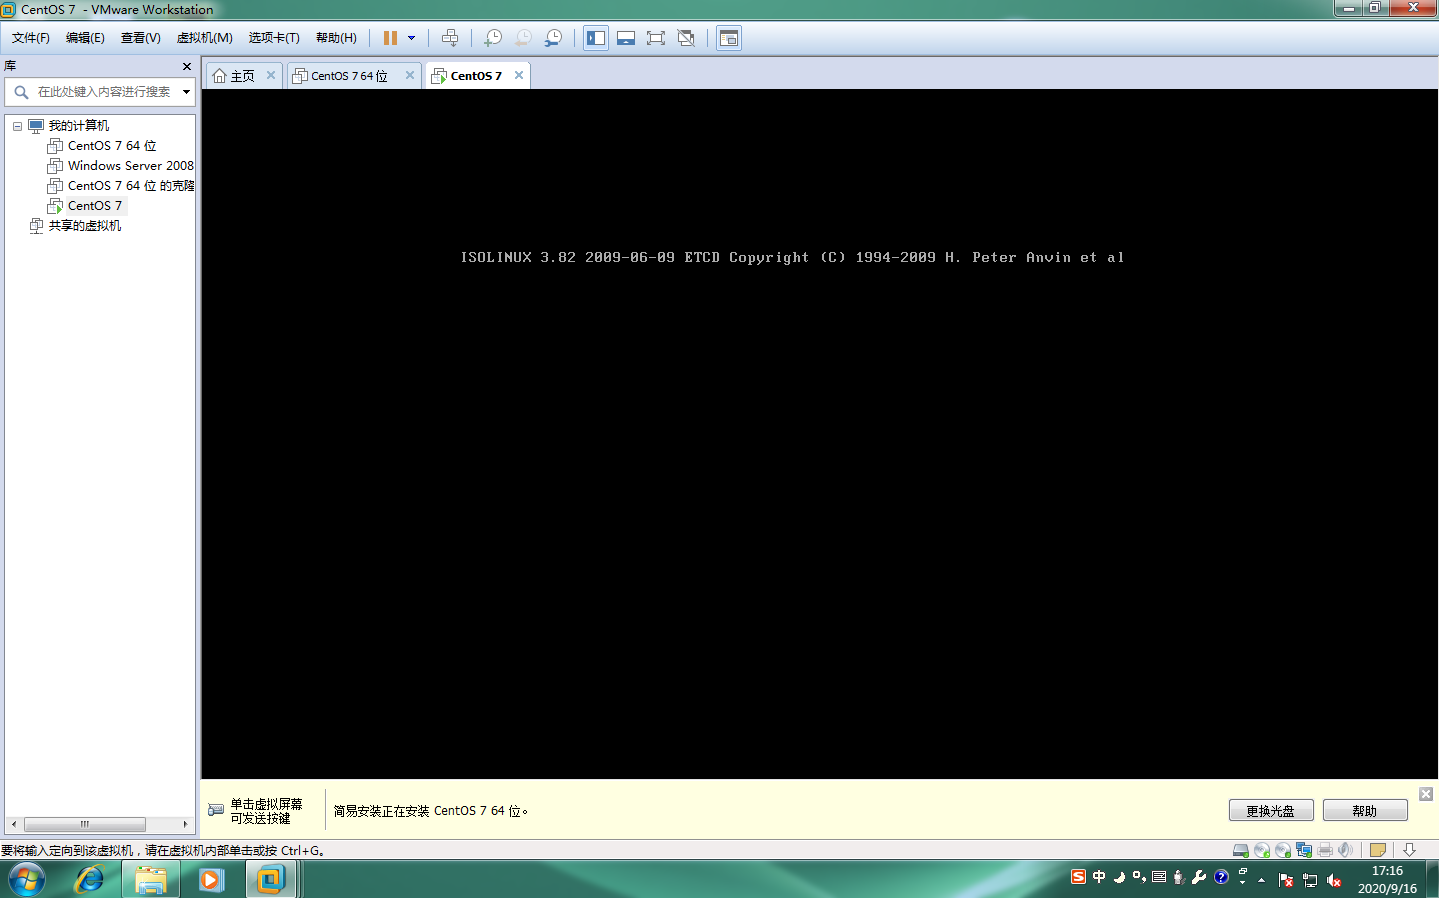 CentOS 7 - VMware Workstation
文件(F) 编辑(E) 查看(V) 虚拟机(M) 选项卡(T) 帮助(H)
库
在此处键入内容进行搜索
我的计算机
CentOS 7 64 位
Windows Server 2008
CentOS 7 64 位 的克隆
CentOS 7
共享的虚拟机
主页
CentOS 7 64 位
CentOS 7
ISOLINUX 3.82 2009-06-09 ETCD Copyright (C) 1994-2009 H. Peter Anvin et al
单击虚拟屏幕
可发送按键
简易安装正在安装 CentOS 7 64 位。
更换光盘
帮助
要将输入定向到该虚拟机，请在虚拟机内部单击或按 Ctrl+G。
中
17:16
2020/9/16